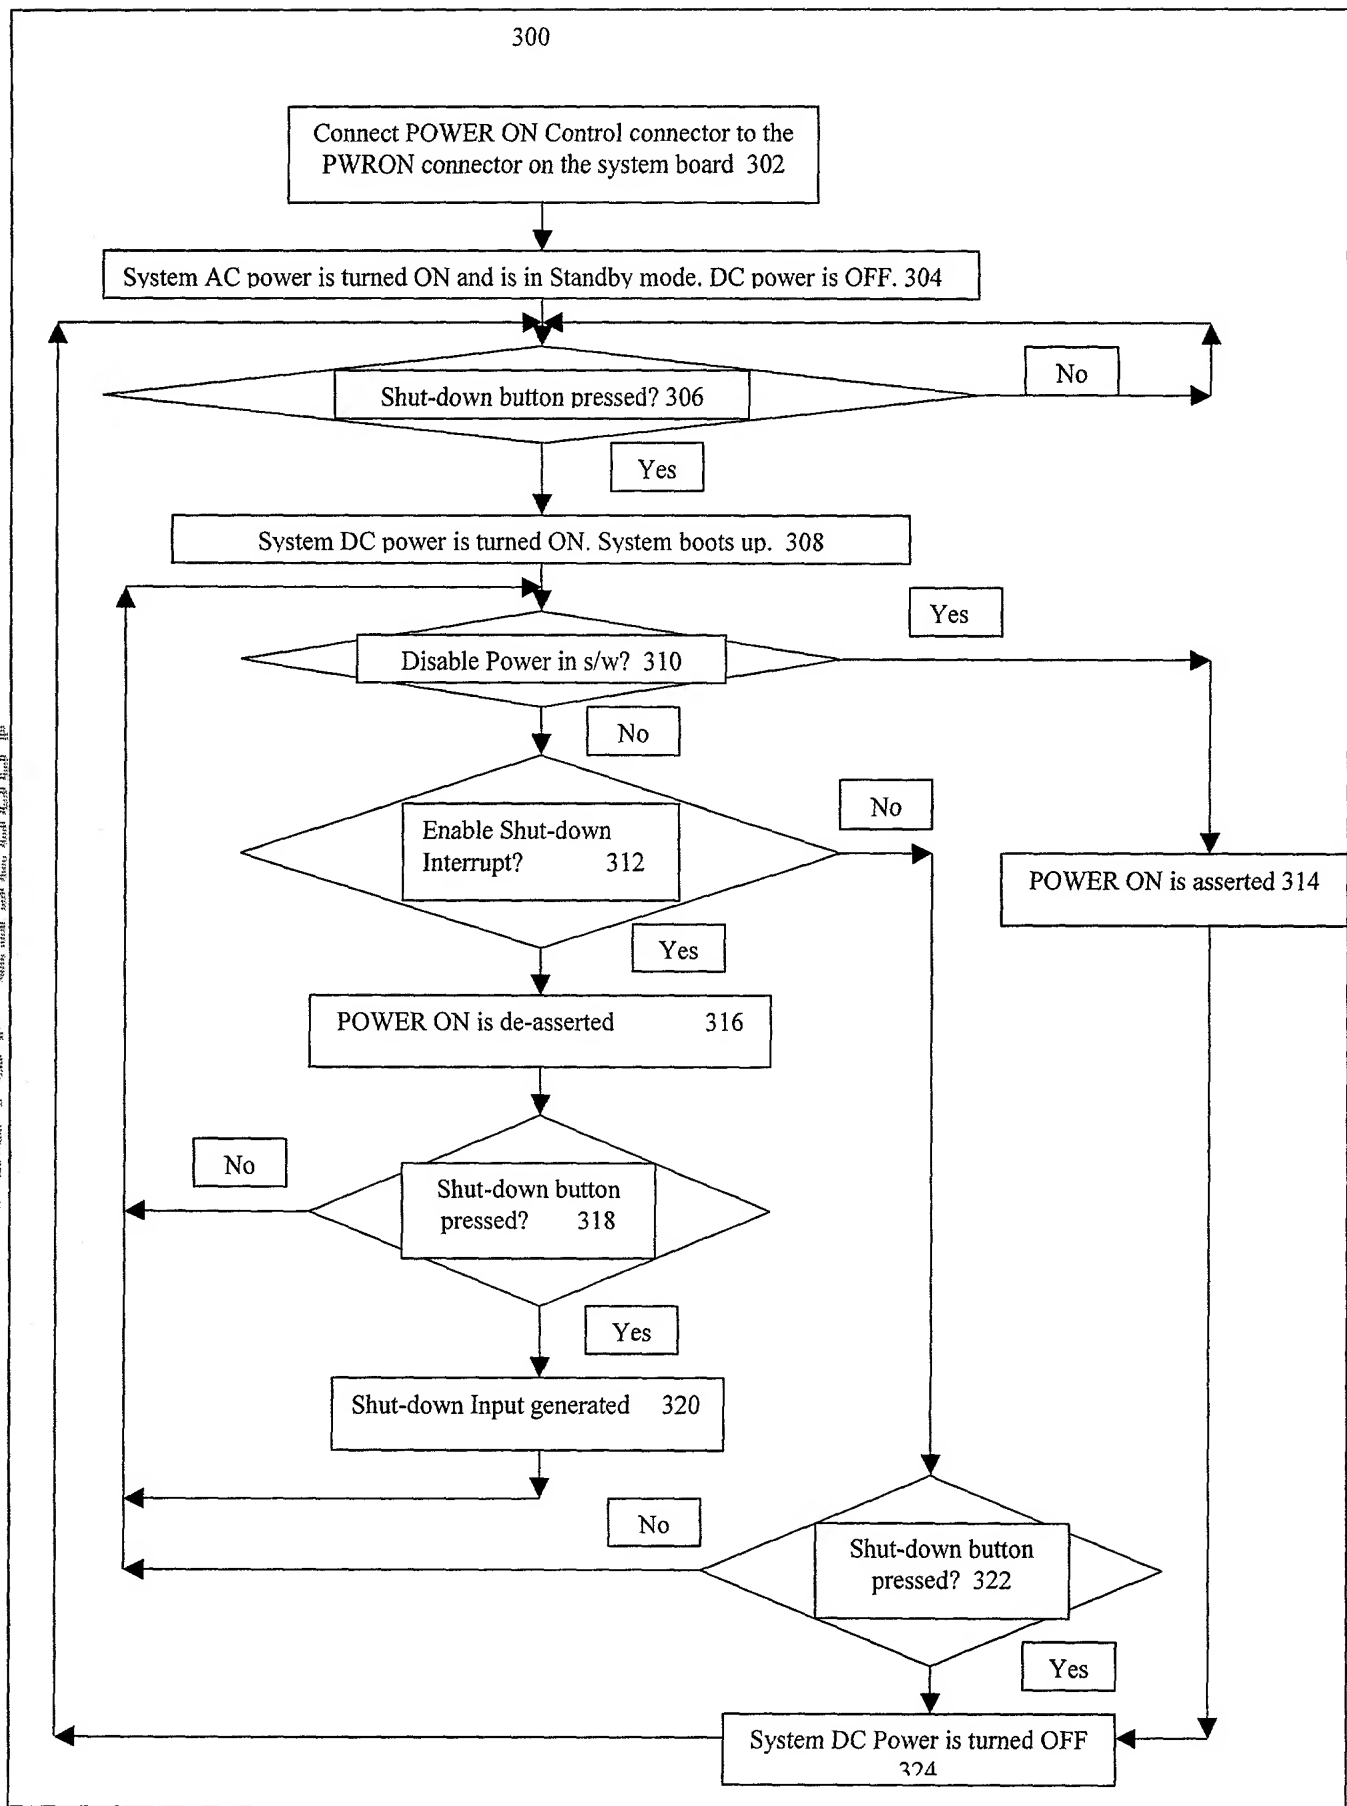 300
Connect POWER ON Control connector to the
PWRON connector on the system board 302
System AC power is turned ON and is in Standby mode. DC power is OFF. 304
No
Shut-down button pressed? 306
Yes
System DC power is turned ON. System boots up. 308
Yes
Disable Power in s/w? 310
No
No
Enable Shut-down
Interrupt? 312
POWER ON is asserted 314
Yes
POWER ON is de-asserted 316
No
Shut-down button
pressed? 318
Yes
Shut-down Input generated 320
No
Shut-down button
pressed? 322
Yes
System DC Power is turned OFF
324